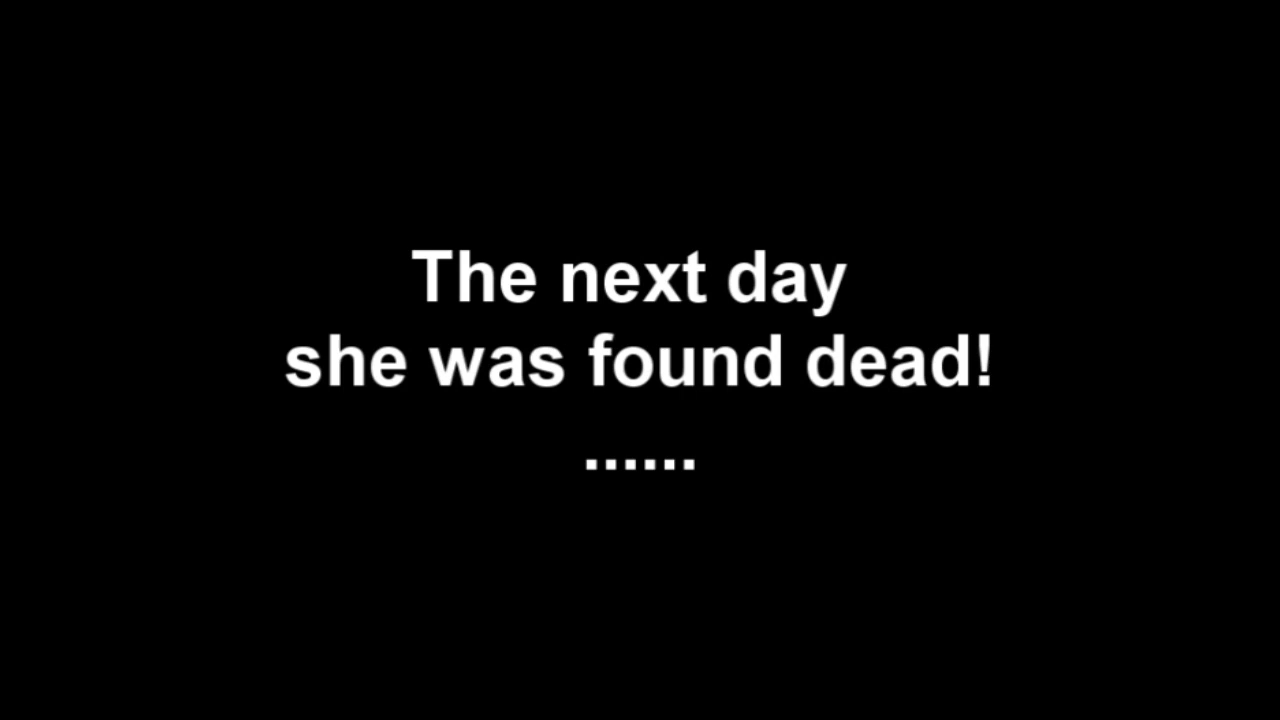 The next day
she was found dead!
......